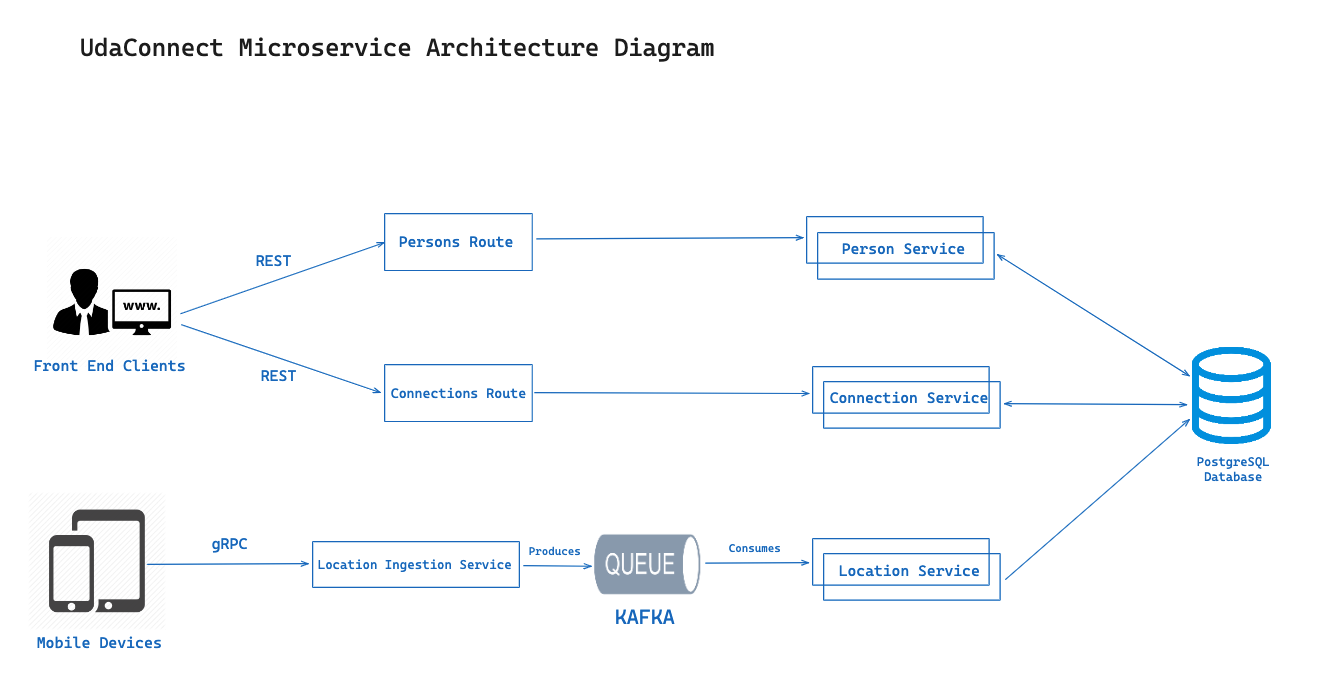 UdaConnect Microservice Architecture Diagram
Persons Route
Person Service
REST
www.
Front End Clients
REST
Connections Route
Connection Service
PostgreSQL
Database
gRPC
Location Ingestion Service
Produces
QUEUE
KAFKA
Consumes
Location Service
Mobile Devices